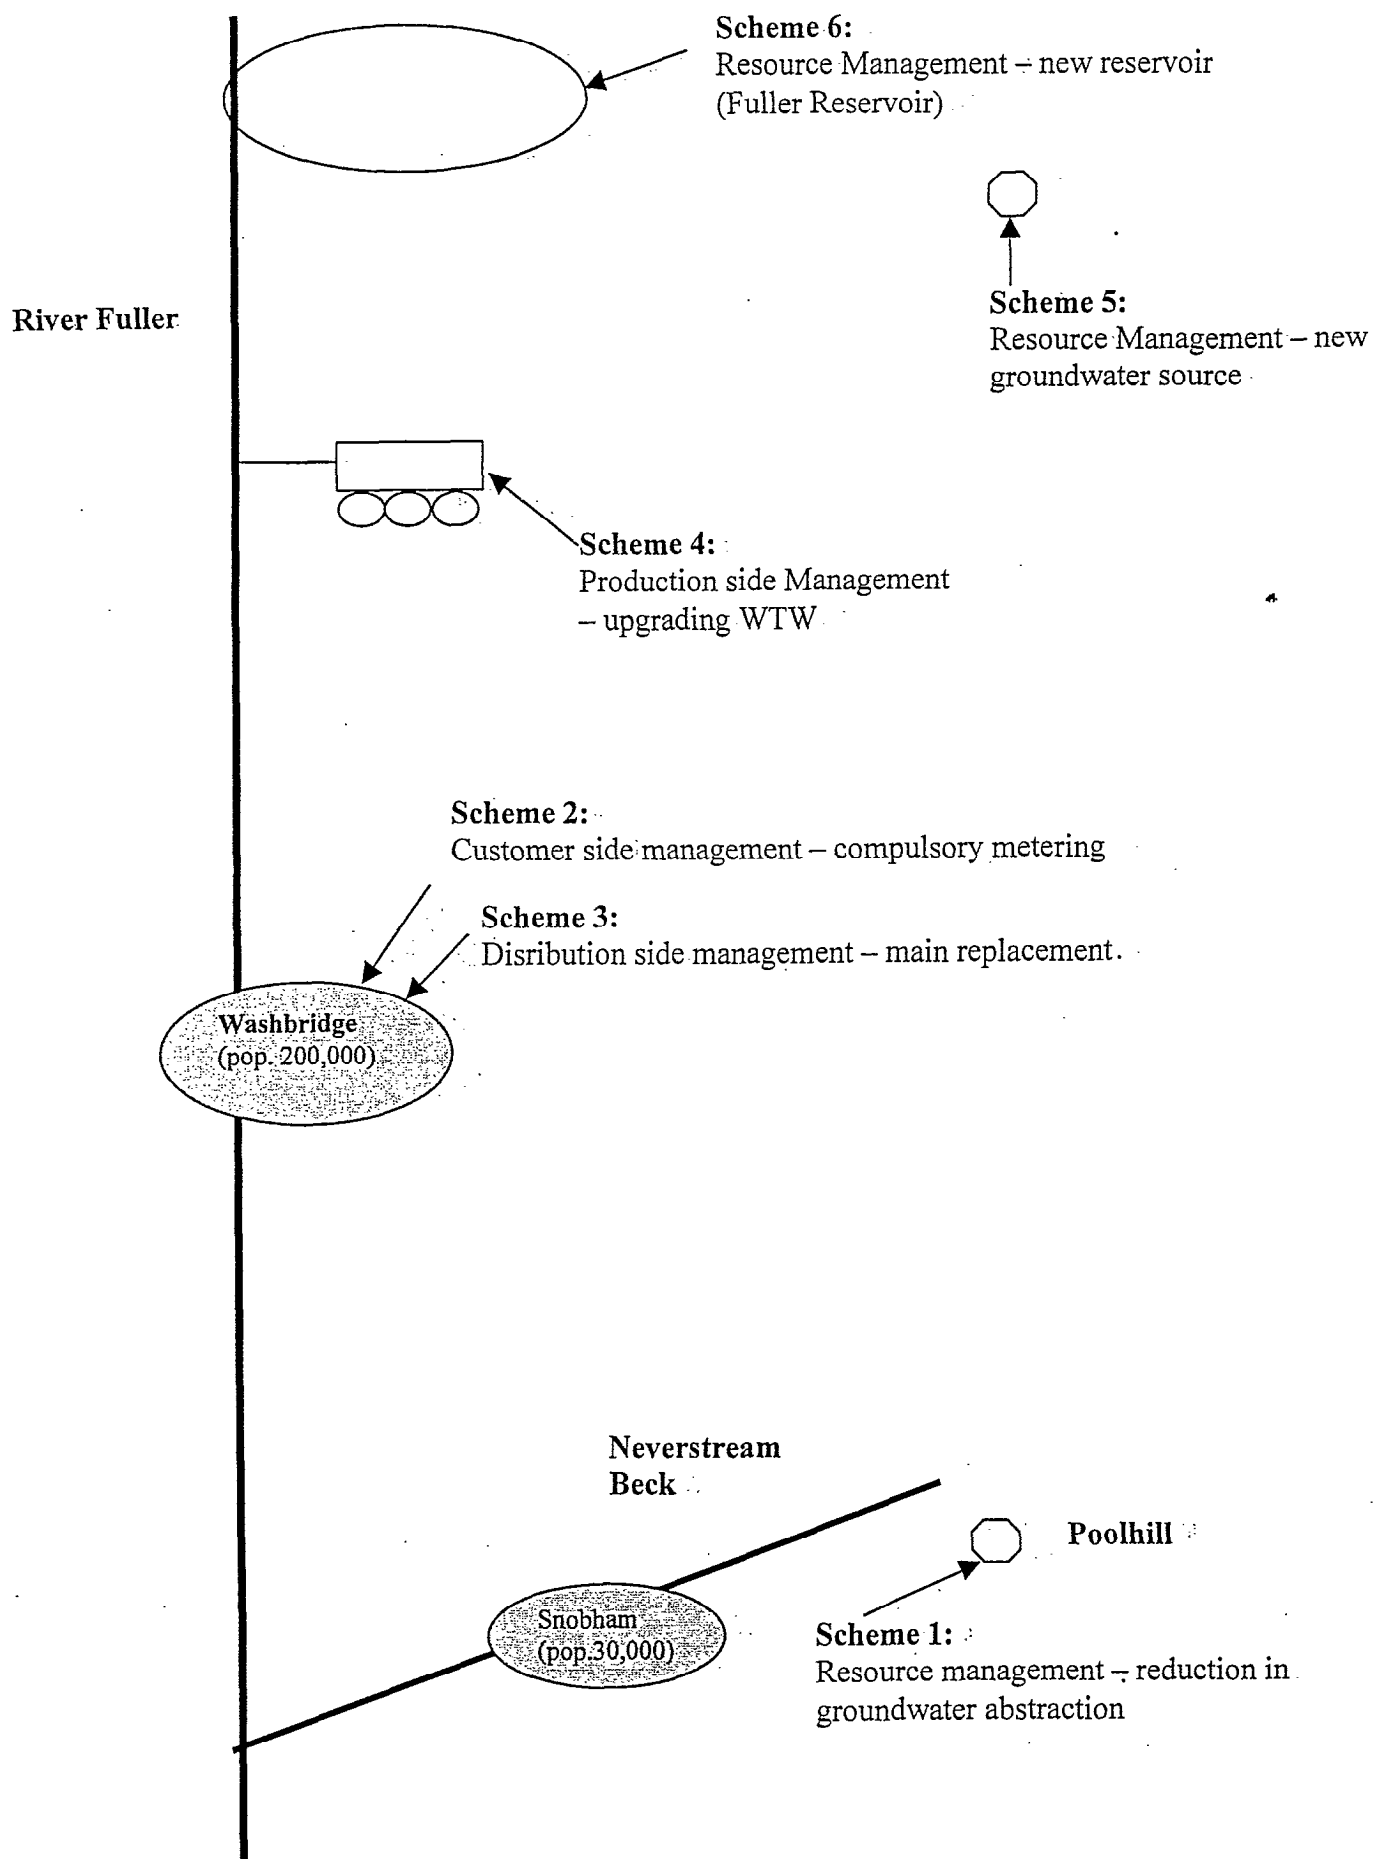 Scheme 6:
Resource Management – new reservoir
(Fuller Reservoir)
River Fuller
Scheme 5:
Resource Management – new
groundwater source
Scheme 4:
Production side Management
– upgrading WTW
Scheme 2:
Customer side management – compulsory metering
Scheme 3:
Disribution side management – main replacement.
Washbridge
(pop. 200,000)
Neverstream
Beck
Poolhill
Snobham
(pop.30,000)
Scheme 1:
Resource management – reduction in
groundwater abstraction